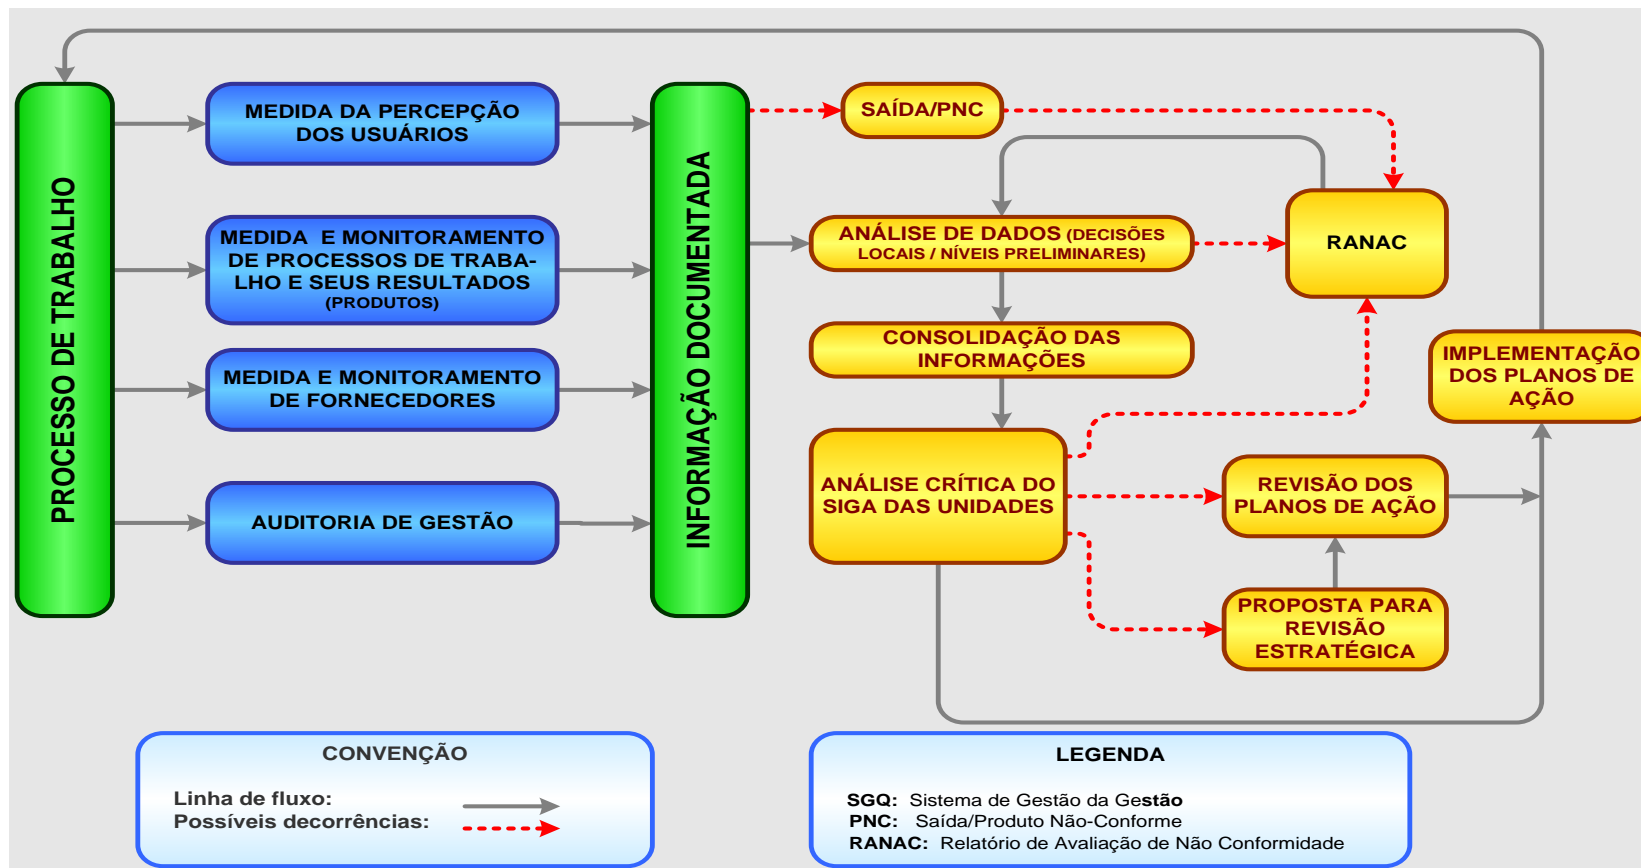 PROCESSO DE TRABALHO
MEDIDA DA PERCEPÇÃO
DOS USUÁRIOS
MEDIDA E MONITORAMENTO
DE PROCESSOS DE TRABA-
LHO E SEUS RESULTADOS
(PRODUTOS)
MEDIDA E MONITORAMENTO
DE FORNECEDORES
AUDITORIA DE GESTÃO
INFORMAÇÃO DOCUMENTADA
SAÍDA/PNC
ANÁLISE DE DADOS (DECISÕES
LOCAIS / NÍVEIS PRELIMINARES)
RANAC
CONSOLIDAÇÃO DAS
INFORMAÇÕES
IMPLEMENTAÇÃO
DOS PLANOS DE
AÇÃO
ANÁLISE CRÍTICA DO
SIGA DAS UNIDADES
REVISÃO DOS
PLANOS DE AÇÃO
PROPOSTA PARA
REVISÃO
ESTRATÉGICA
CONVENÇÃO
Linha de fluxo:
Possíveis decorrências:
LEGENDA
SGQ: Sistema de Gestão da Gestão
PNC: Saída/Produto Não-Conforme
RANAC: Relatório de Avaliação de Não Conformidade